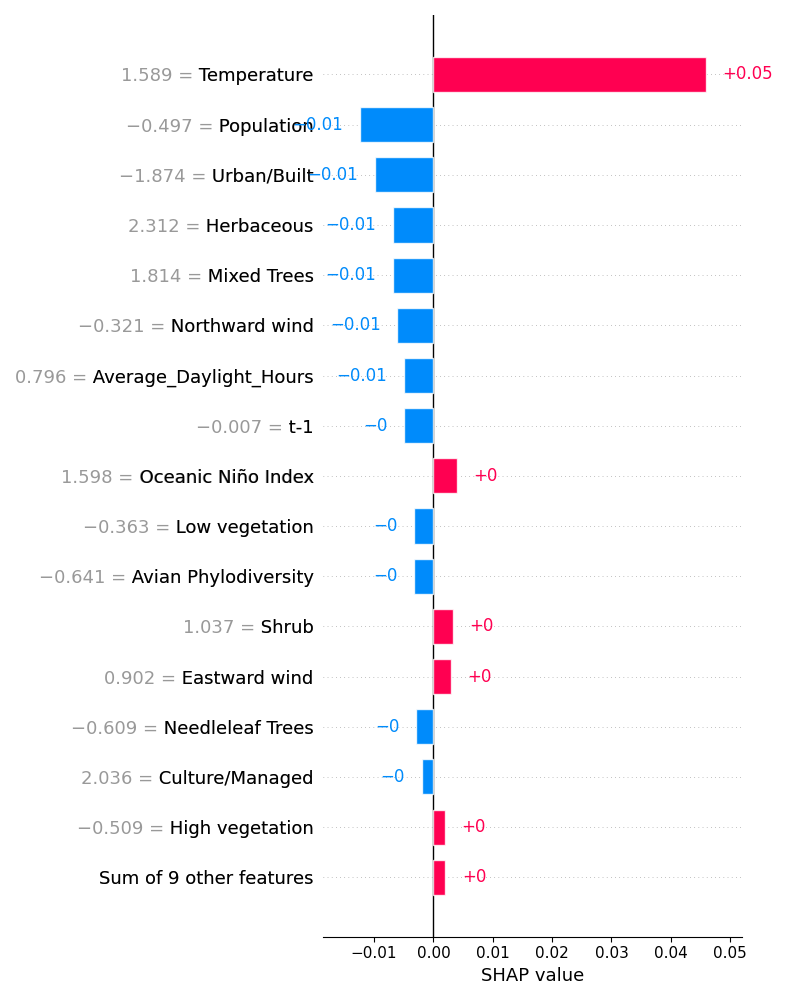 1.589 = Temperature +0.05
−0.497 = Population −0.01
−1.874 = Urban/Built −0.01
2.312 = Herbaceous −0.01
1.814 = Mixed Trees −0.01
−0.321 = Northward wind −0.01
0.796 = Average_Daylight_Hours −0.01
−0.007 = t-1 −0
1.598 = Oceanic Niño Index +0
−0.363 = Low vegetation −0
−0.641 = Avian Phylodiversity −0
1.037 = Shrub +0
0.902 = Eastward wind +0
−0.609 = Needleleaf Trees −0
2.036 = Culture/Managed −0
−0.509 = High vegetation +0
Sum of 9 other features +0
−0.01 0.00 0.01 0.02 0.03 0.04 0.05
SHAP value